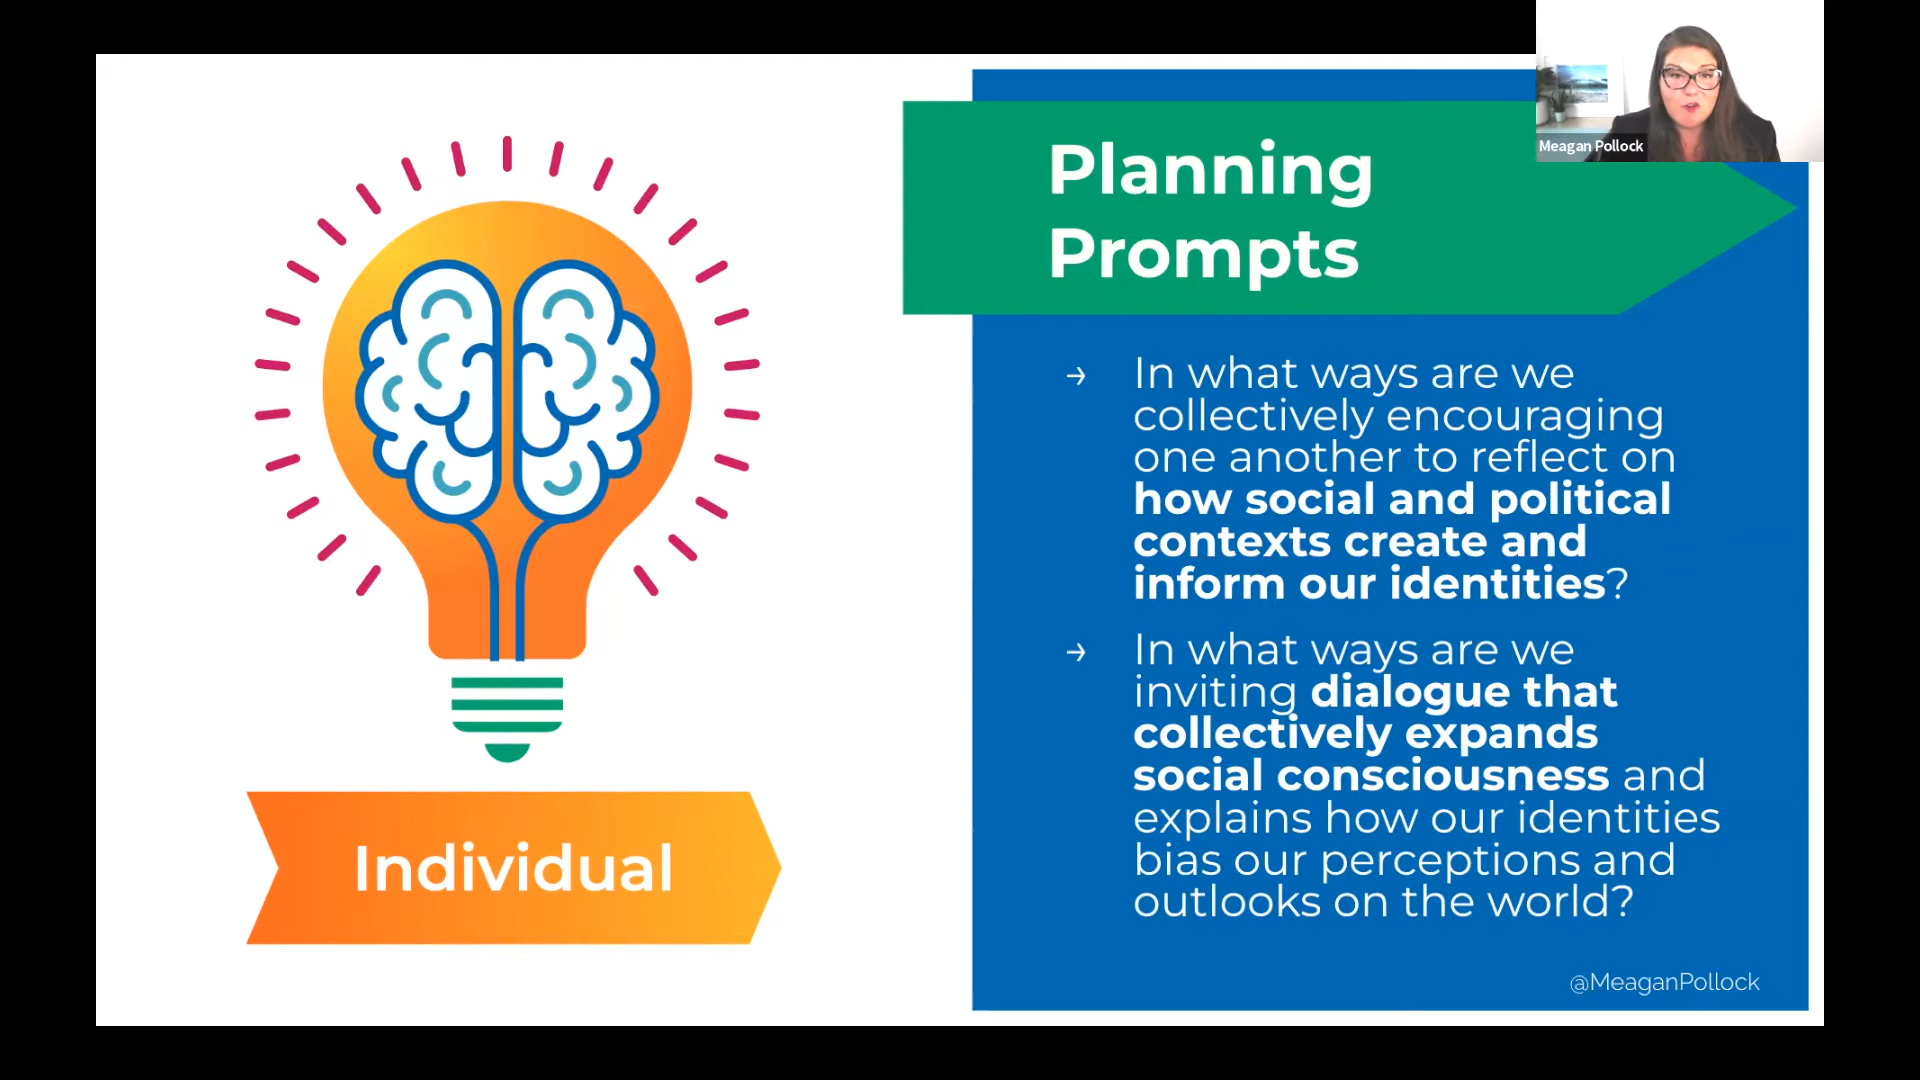 Meagan Pollock
Planning
Prompts
→ In what ways are we
collectively encouraging
one another to reflect on
how social and political
contexts create and
inform our identities?
→ In what ways are we
inviting dialogue that
collectively expands
social consciousness and
explains how our identities
bias our perceptions and
outlooks on the world?
Individual
@MeaganPollock